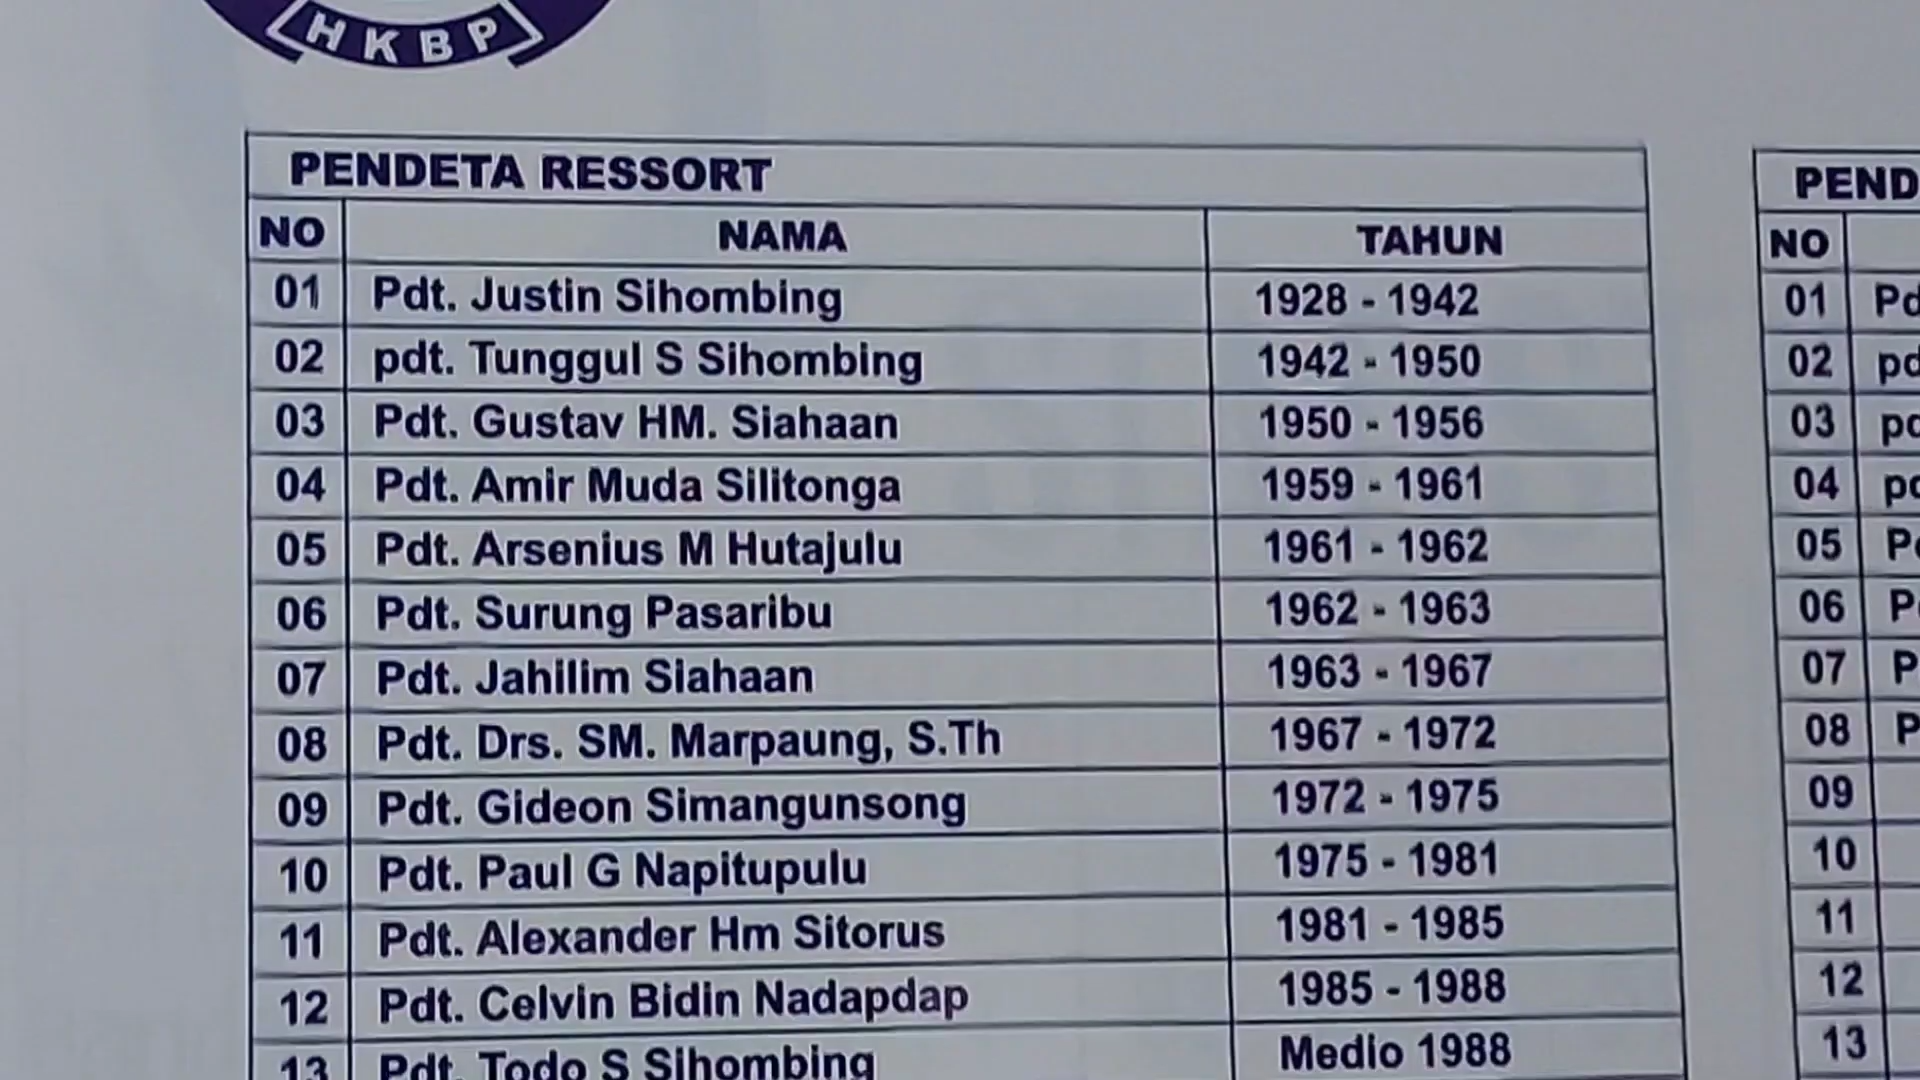 HKBP
PENDETA RESSORT
NO NAMA TAHUN
01 Pdt. Justin Sihombing 1928 - 1942
02 pdt. Tunggul S Sihombing 1942 - 1950
03 Pdt. Gustav HM. Siahaan 1950 - 1956
04 Pdt. Amir Muda Silitonga 1959 - 1961
05 Pdt. Arsenius M Hutajulu 1961 - 1962
06 Pdt. Surung Pasaribu 1962 - 1963
07 Pdt. Jahilim Siahaan 1963 - 1967
08 Pdt. Drs. SM. Marpaung, S.Th 1967 - 1972
09 Pdt. Gideon Simangunsong 1972 - 1975
10 Pdt. Paul G Napitupulu 1975 - 1981
11 Pdt. Alexander Hm Sitorus 1981 - 1985
12 Pdt. Celvin Bidin Nadapdap 1985 - 1988
13 Pdt. Todo S Sihombing Medio 1988
NO
01
02
03
04
05
06
07
08
09
10
11
12
13